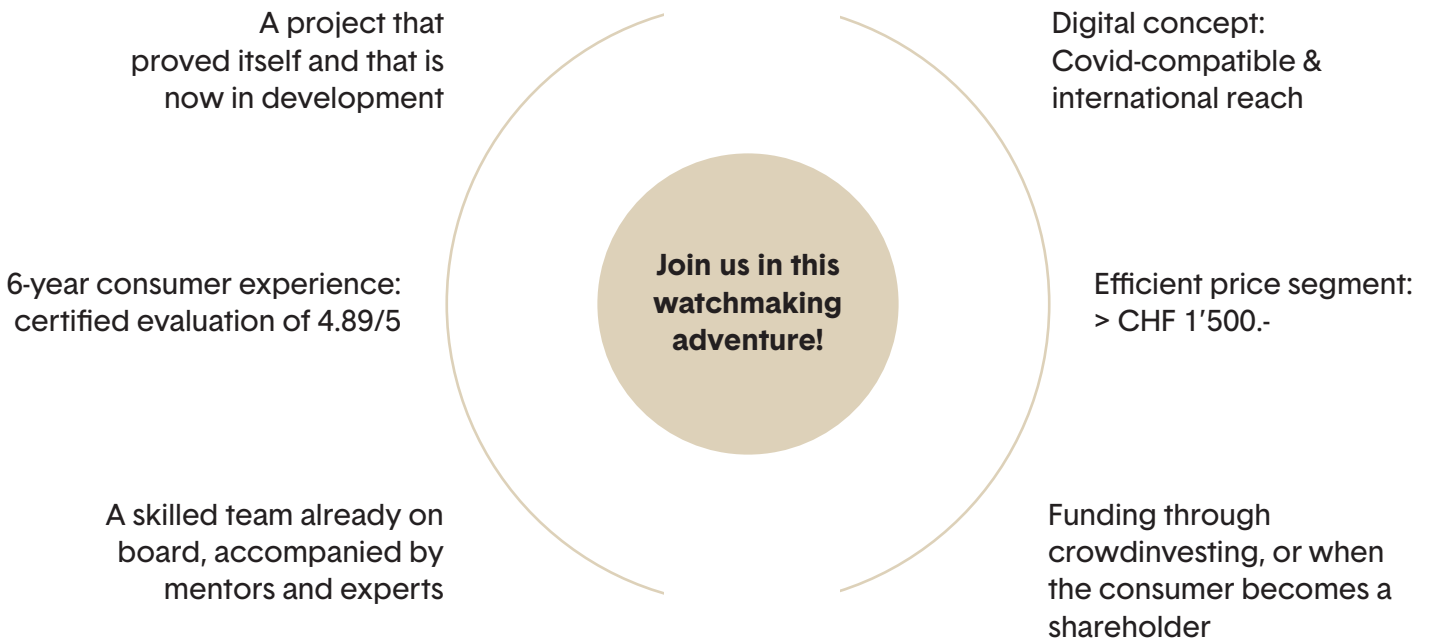 A project that
proved itself and that is
now in development
6-year consumer experience:
certified evaluation of 4.89/5
A skilled team already on
board, accompanied by
mentors and experts
Join us in this
watchmaking
adventure!
Digital concept:
Covid-compatible &
international reach
Efficient price segment:
> CHF 1’500.-
Funding through
crowdinvesting, or when
the consumer becomes a
shareholder